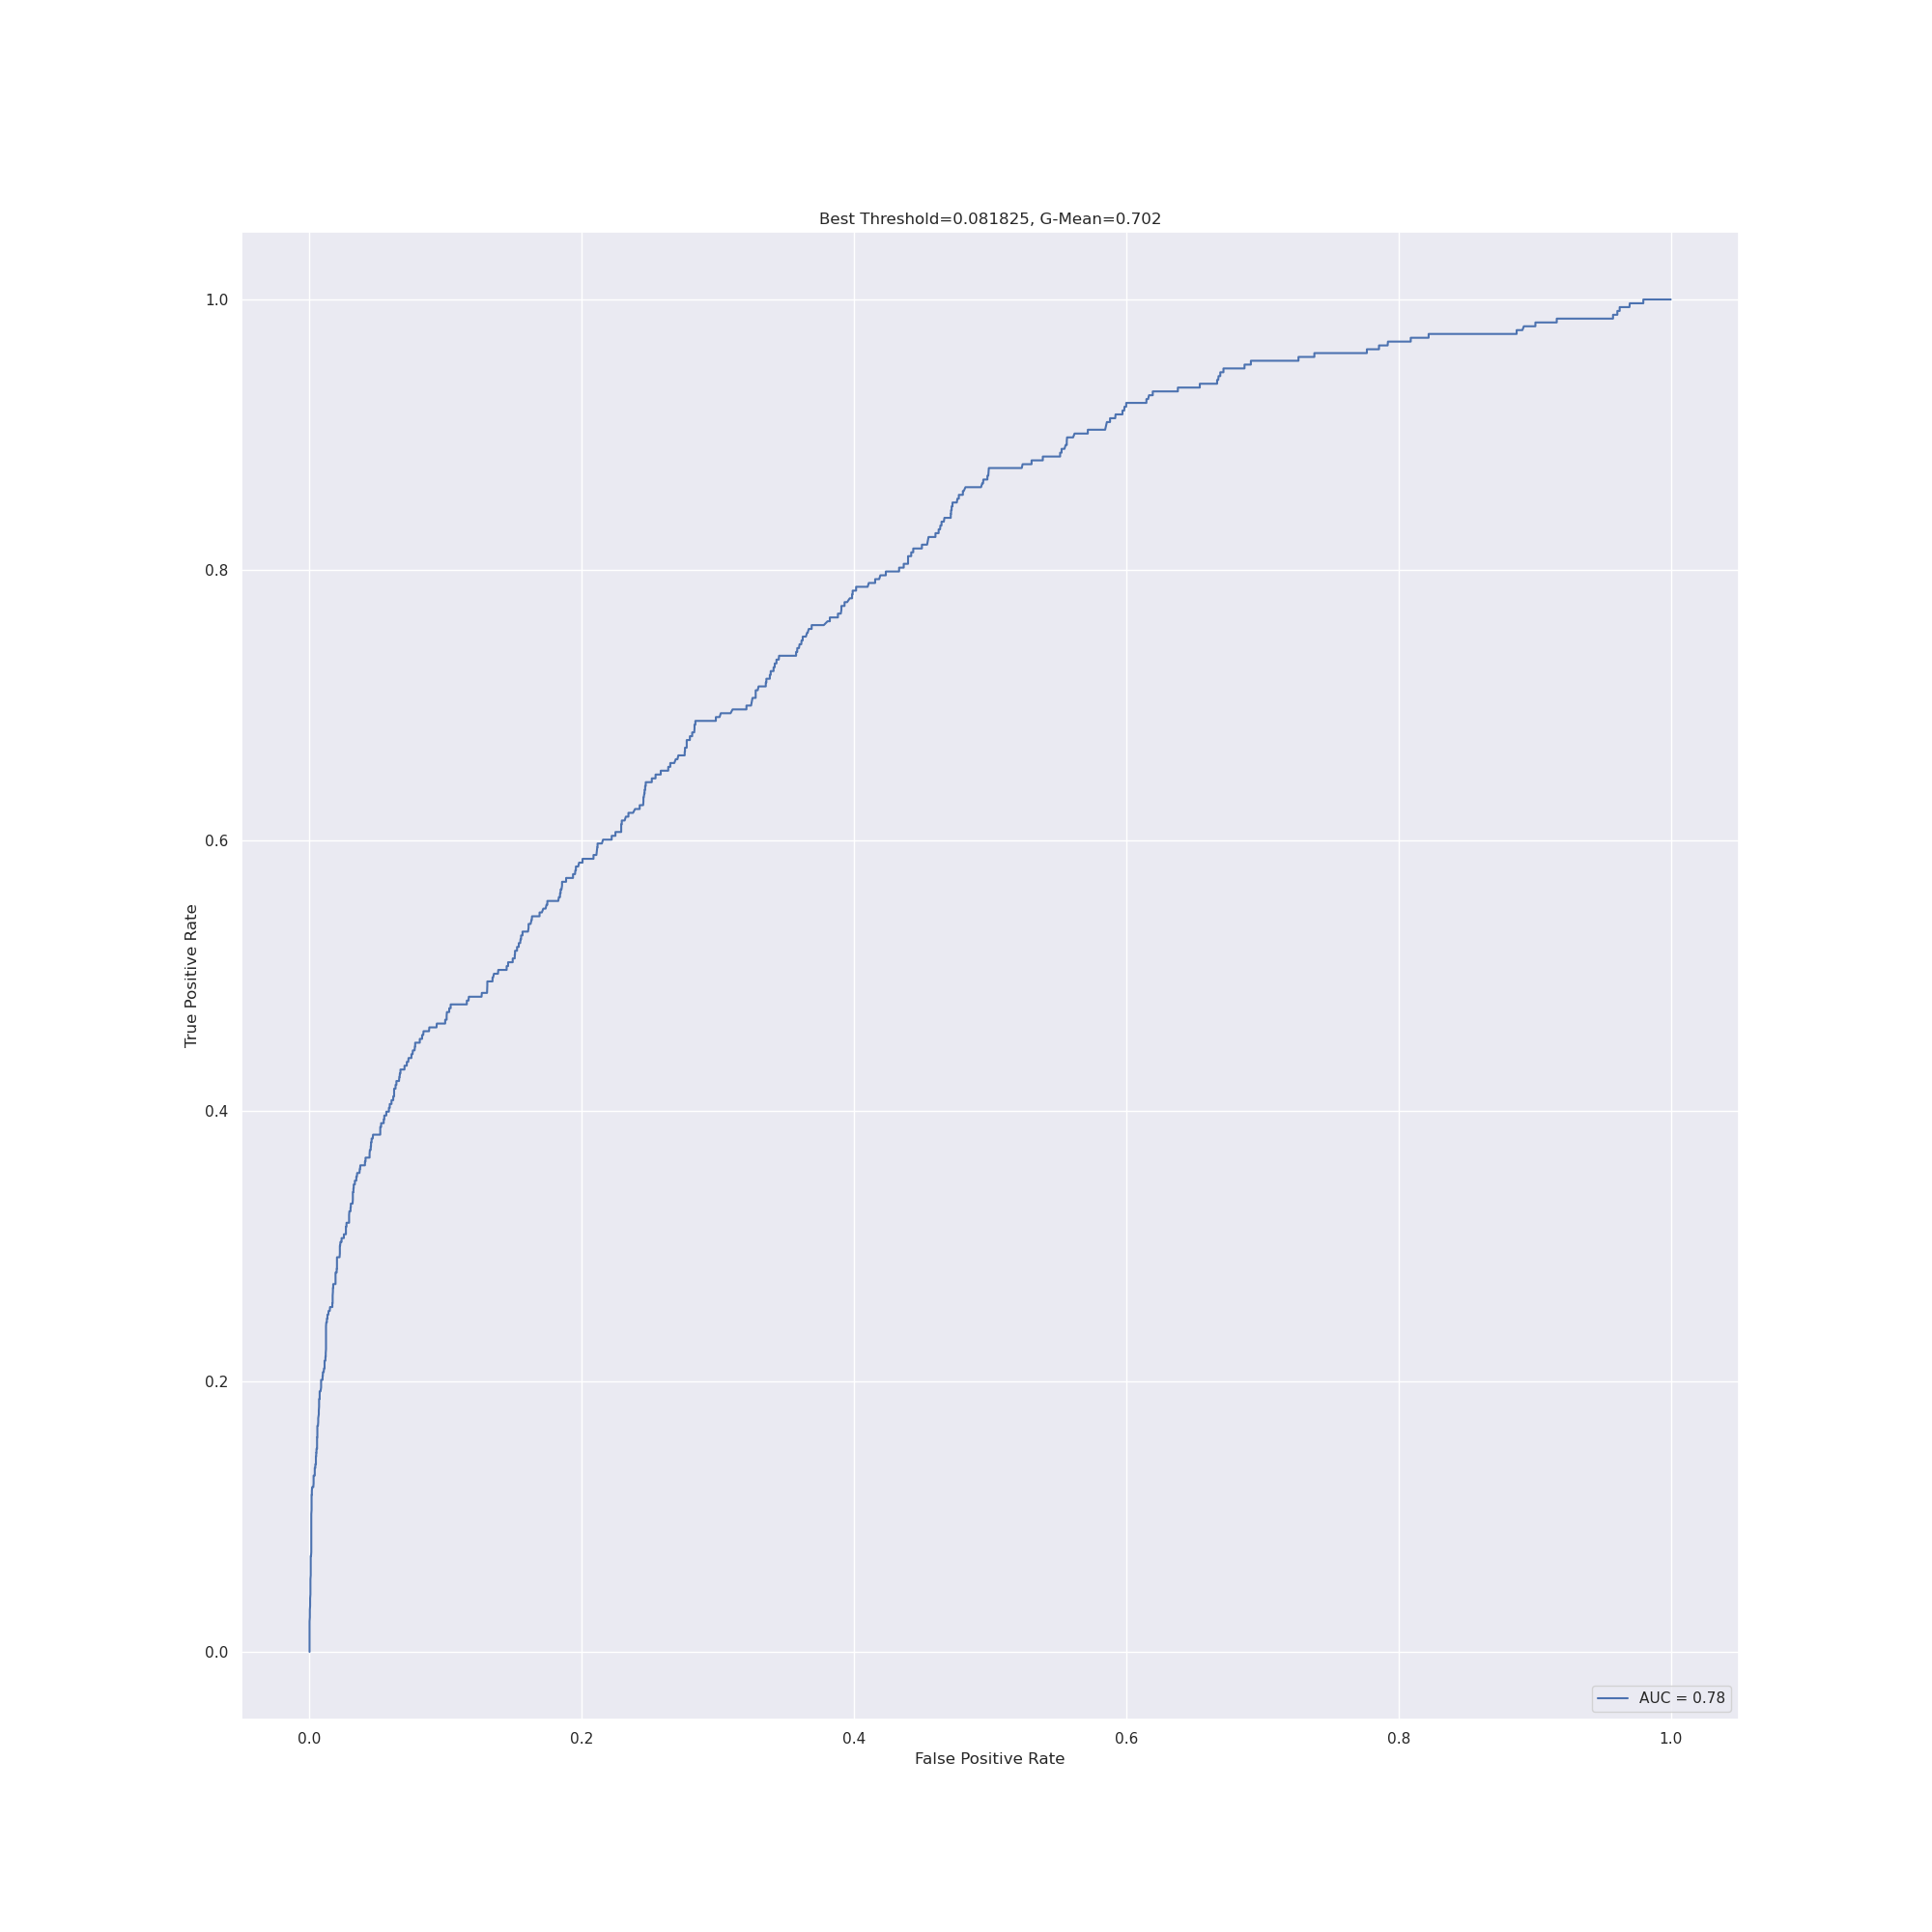 Best Threshold=0.081825, G-Mean=0.702
1.0
0.8
0.6
0.4
0.2
0.0
True Positive Rate
0.0 0.2 0.4 0.6 0.8 1.0
False Positive Rate
AUC = 0.78